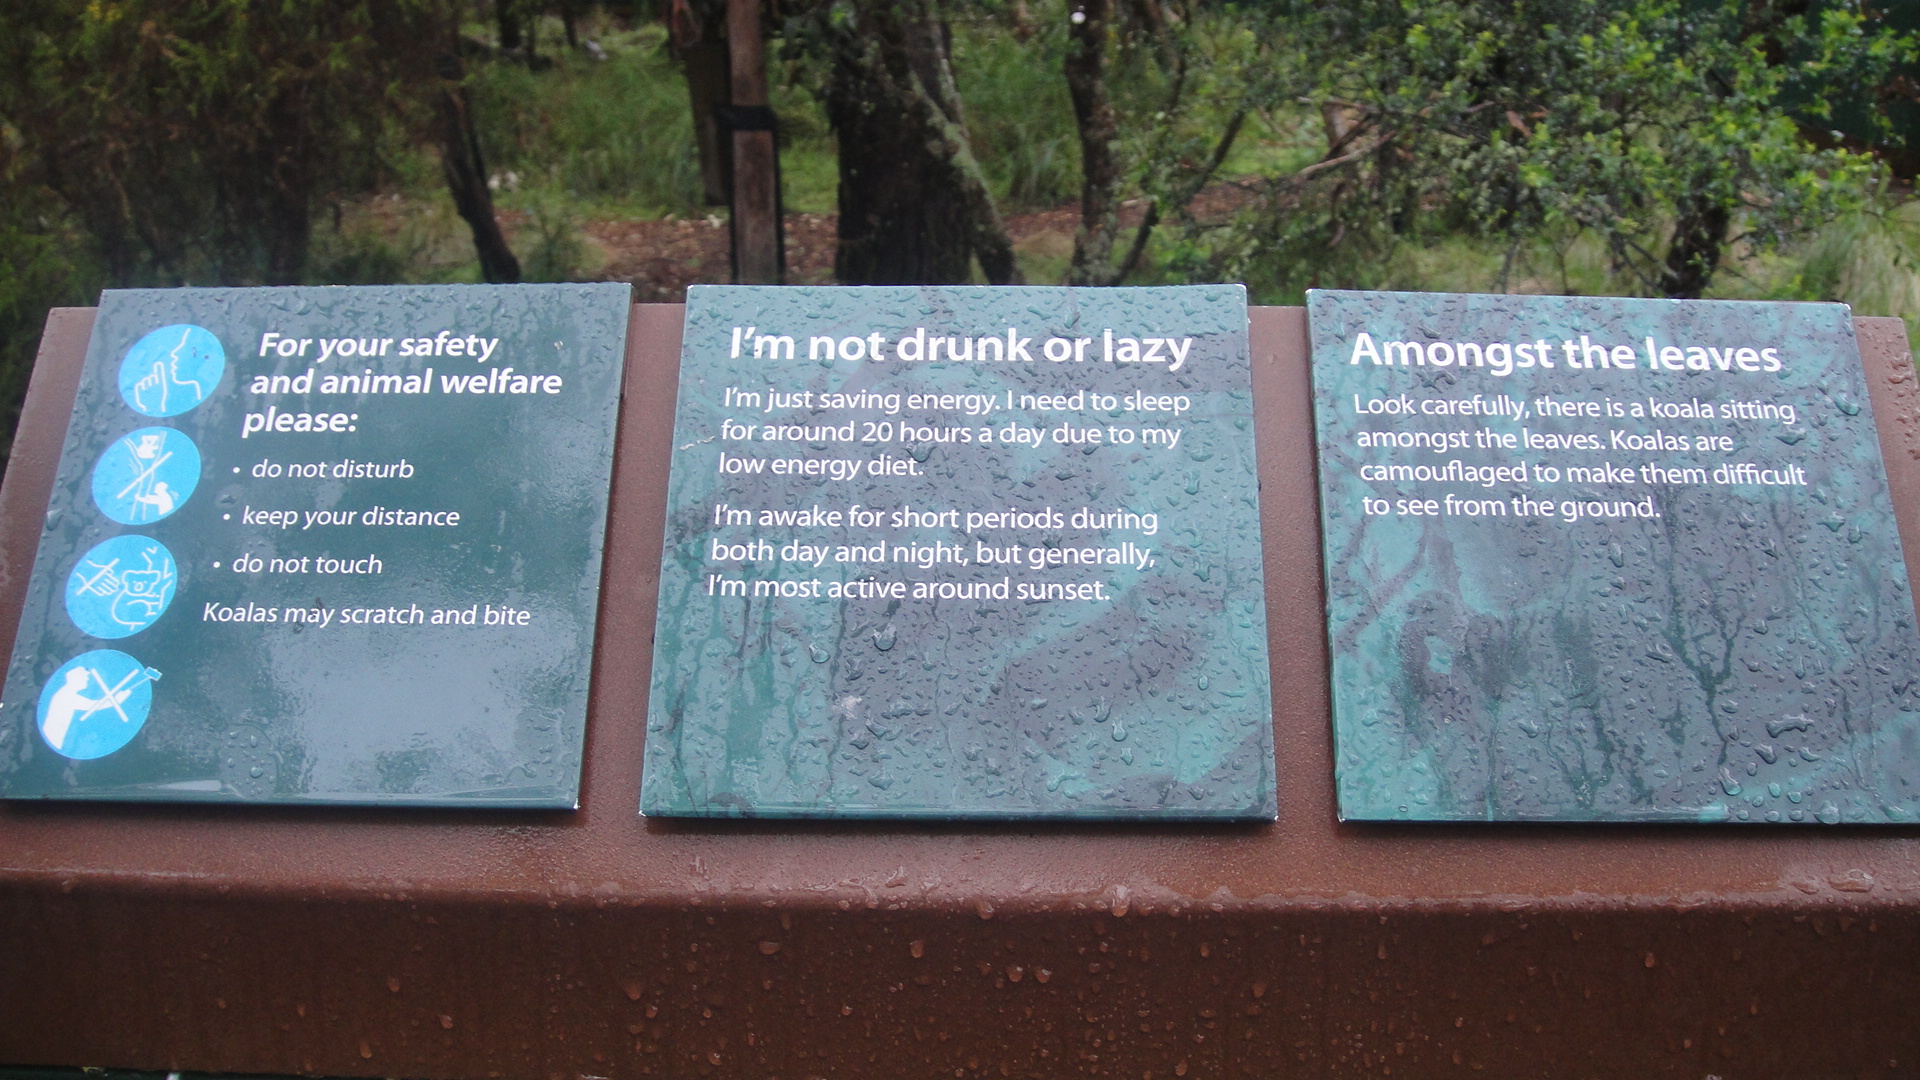 For your safety
and animal welfare
please:
• do not disturb
• keep your distance
• do not touch
Koalas may scratch and bite
I'm not drunk or lazy
I'm just saving energy. I need to sleep
for around 20 hours a day due to my
low energy diet.
I'm awake for short periods during
both day and night, but generally,
I'm most active around sunset.
Amongst the leaves
Look carefully, there is a koala sitting
amongst the leaves. Koalas are
camouflaged to make them difficult
to see from the ground.